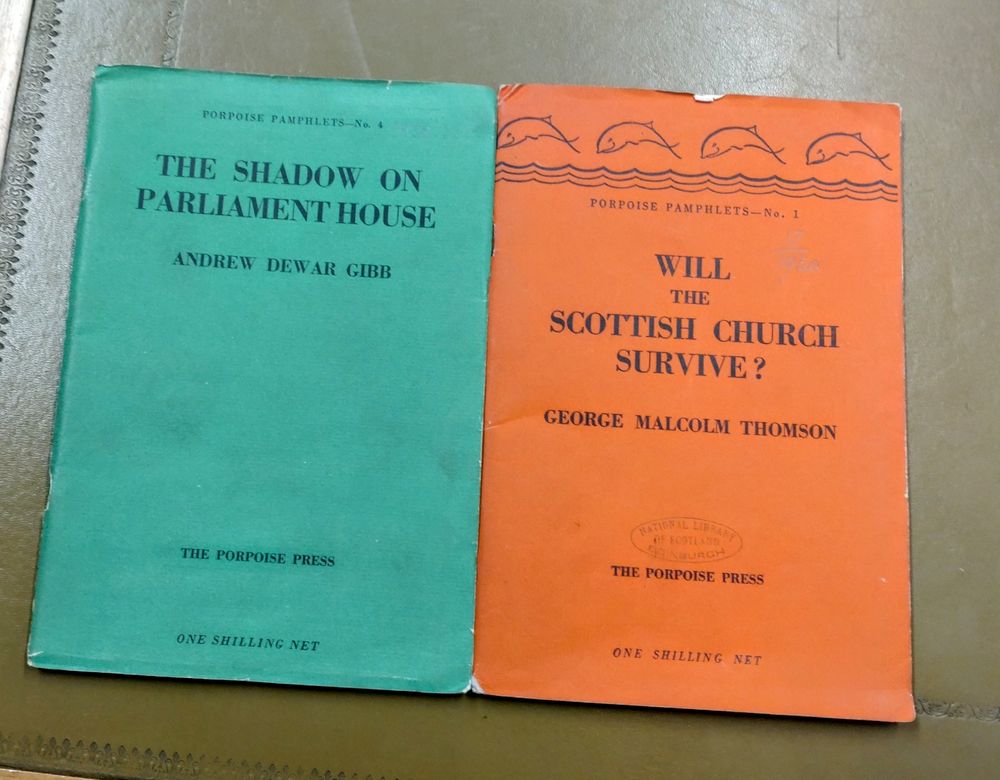 PORPOISE PAMPHLETS—No. 4
THE SHADOW ON
PARLIAMENT HOUSE
ANDREW DEWAR GIBB
THE PORPOISE PRESS
ONE SHILLING NET
PORPOISE PAMPHLETS—No. 1
WILL
THE
SCOTTISH CHURCH
SURVIVE?
GEORGE MALCOLM THOMSON
NATIONAL LIBRARY
OF SCOTLAND
EDINBURGH
THE PORPOISE PRESS
ONE SHILLING NET